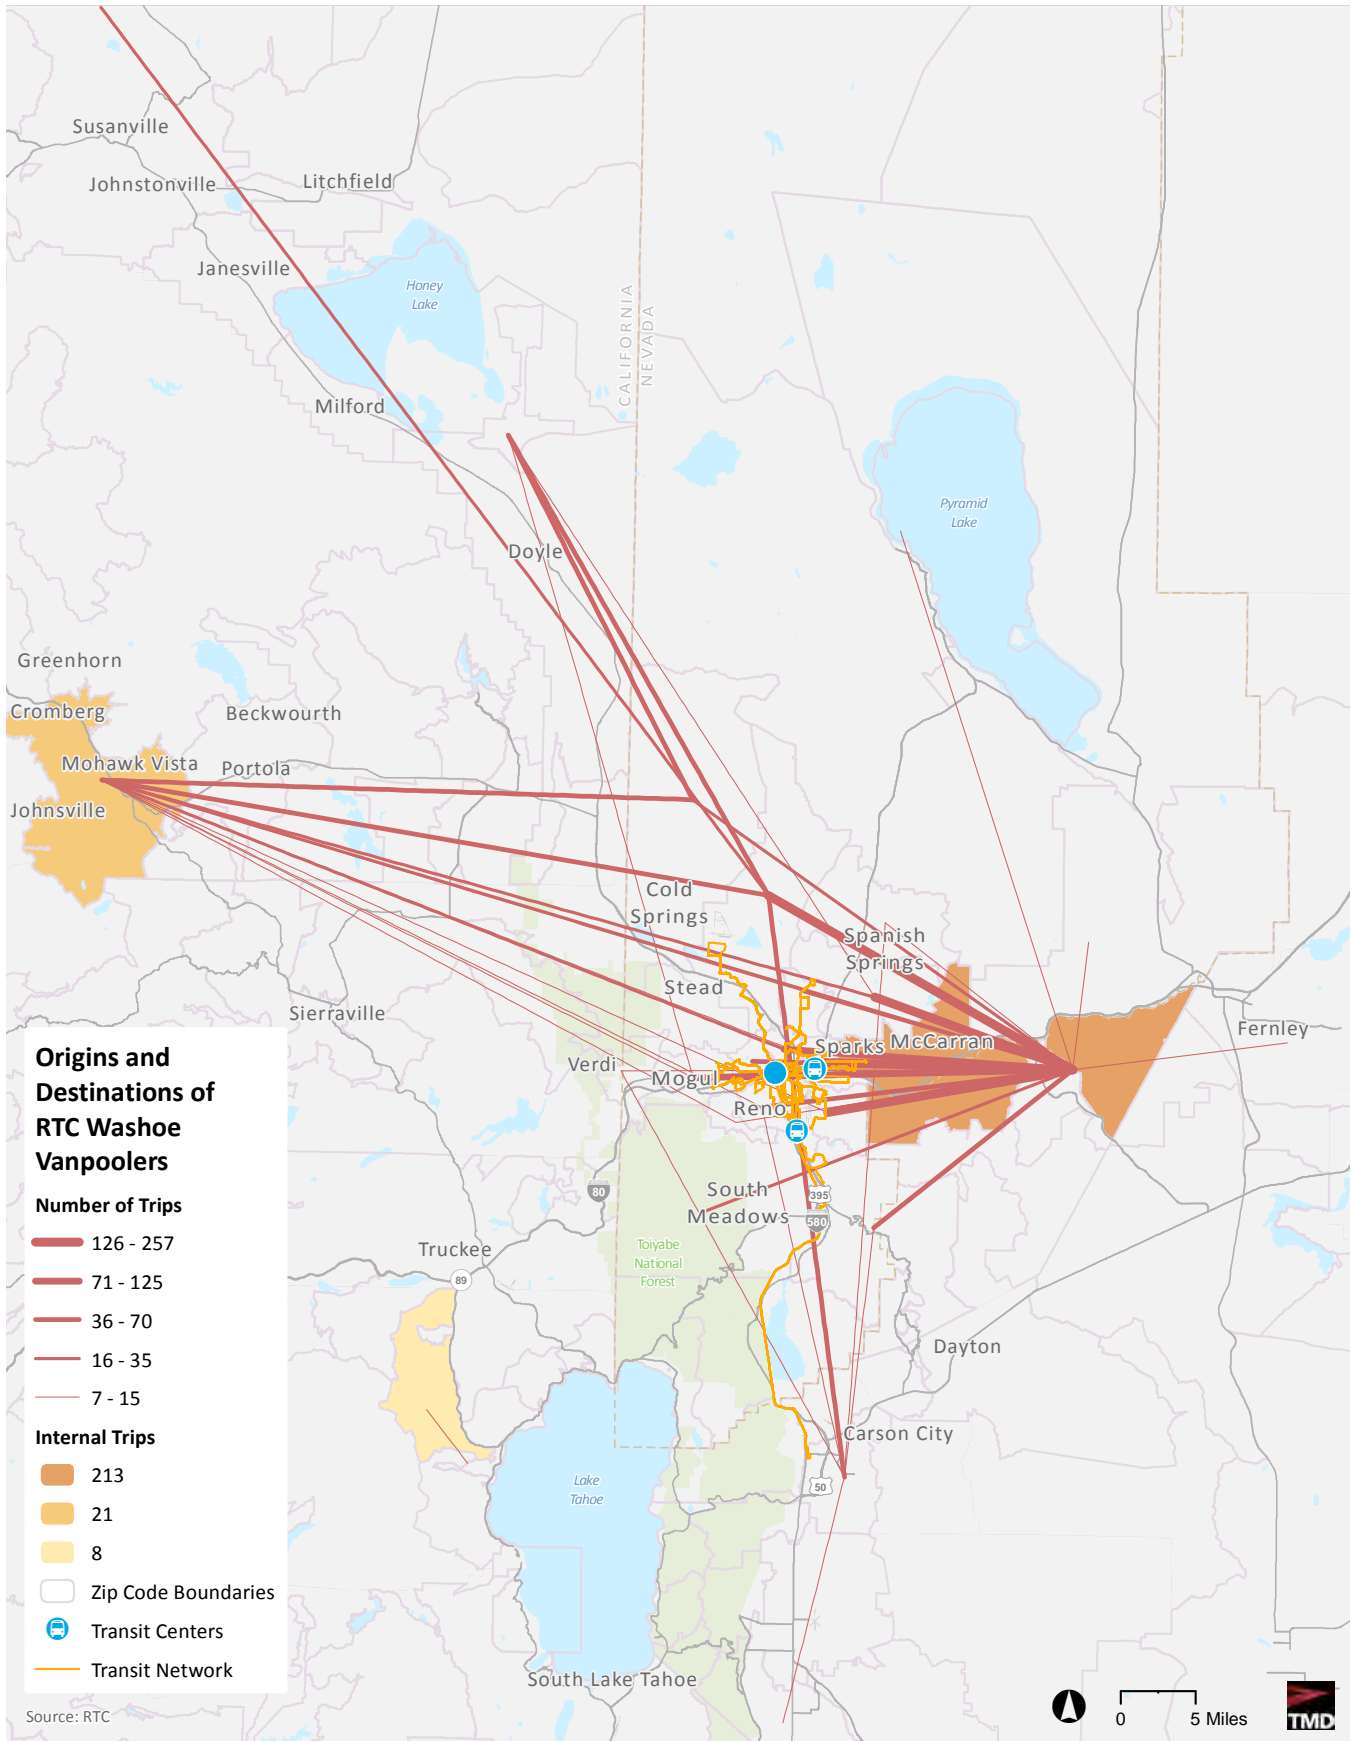 Susanville
Johnstonville
Litchfield
Janesville
Honey
Lake
CALIFORNIA
NEVADA
Milford
Pyramid
Lake
Doyle
Greenhorn
Cromberg
Beckwourth
Mohawk Vista
Portola
Johnsville
Cold
Springs
Spanish
Springs
Stead
Sierraville
Fernley
Sparks
McCarran
Verdi
Mogul
Reno
80
South
Meadows
395
580
Truckee
89
Toiyabe
National
Forest
Dayton
Carson City
50
Lake
Tahoe
South Lake Tahoe
Origins and
Destinations of
RTC Washoe
Vanpoolers
Number of Trips
126 - 257
71 - 125
36 - 70
16 - 35
7 - 15
Internal Trips
213
21
8
Zip Code Boundaries
Transit Centers
Transit Network
Source: RTC
0 5 Miles
TMD